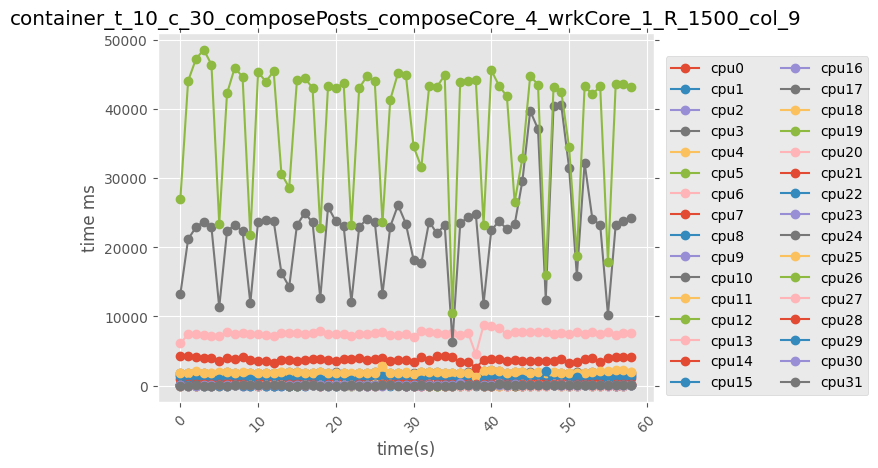 container_t_10_c_30_composePosts_composeCore_4_wrkCore_1_R_1500_col_9
50000
40000
30000
20000
10000
0
time ms
0
10
20
30
40
50
60
time(s)
cpu0
cpu1
cpu2
cpu3
cpu4
cpu5
cpu6
cpu7
cpu8
cpu9
cpu10
cpu11
cpu12
cpu13
cpu14
cpu15
cpu16
cpu17
cpu18
cpu19
cpu20
cpu21
cpu22
cpu23
cpu24
cpu25
cpu26
cpu27
cpu28
cpu29
cpu30
cpu31